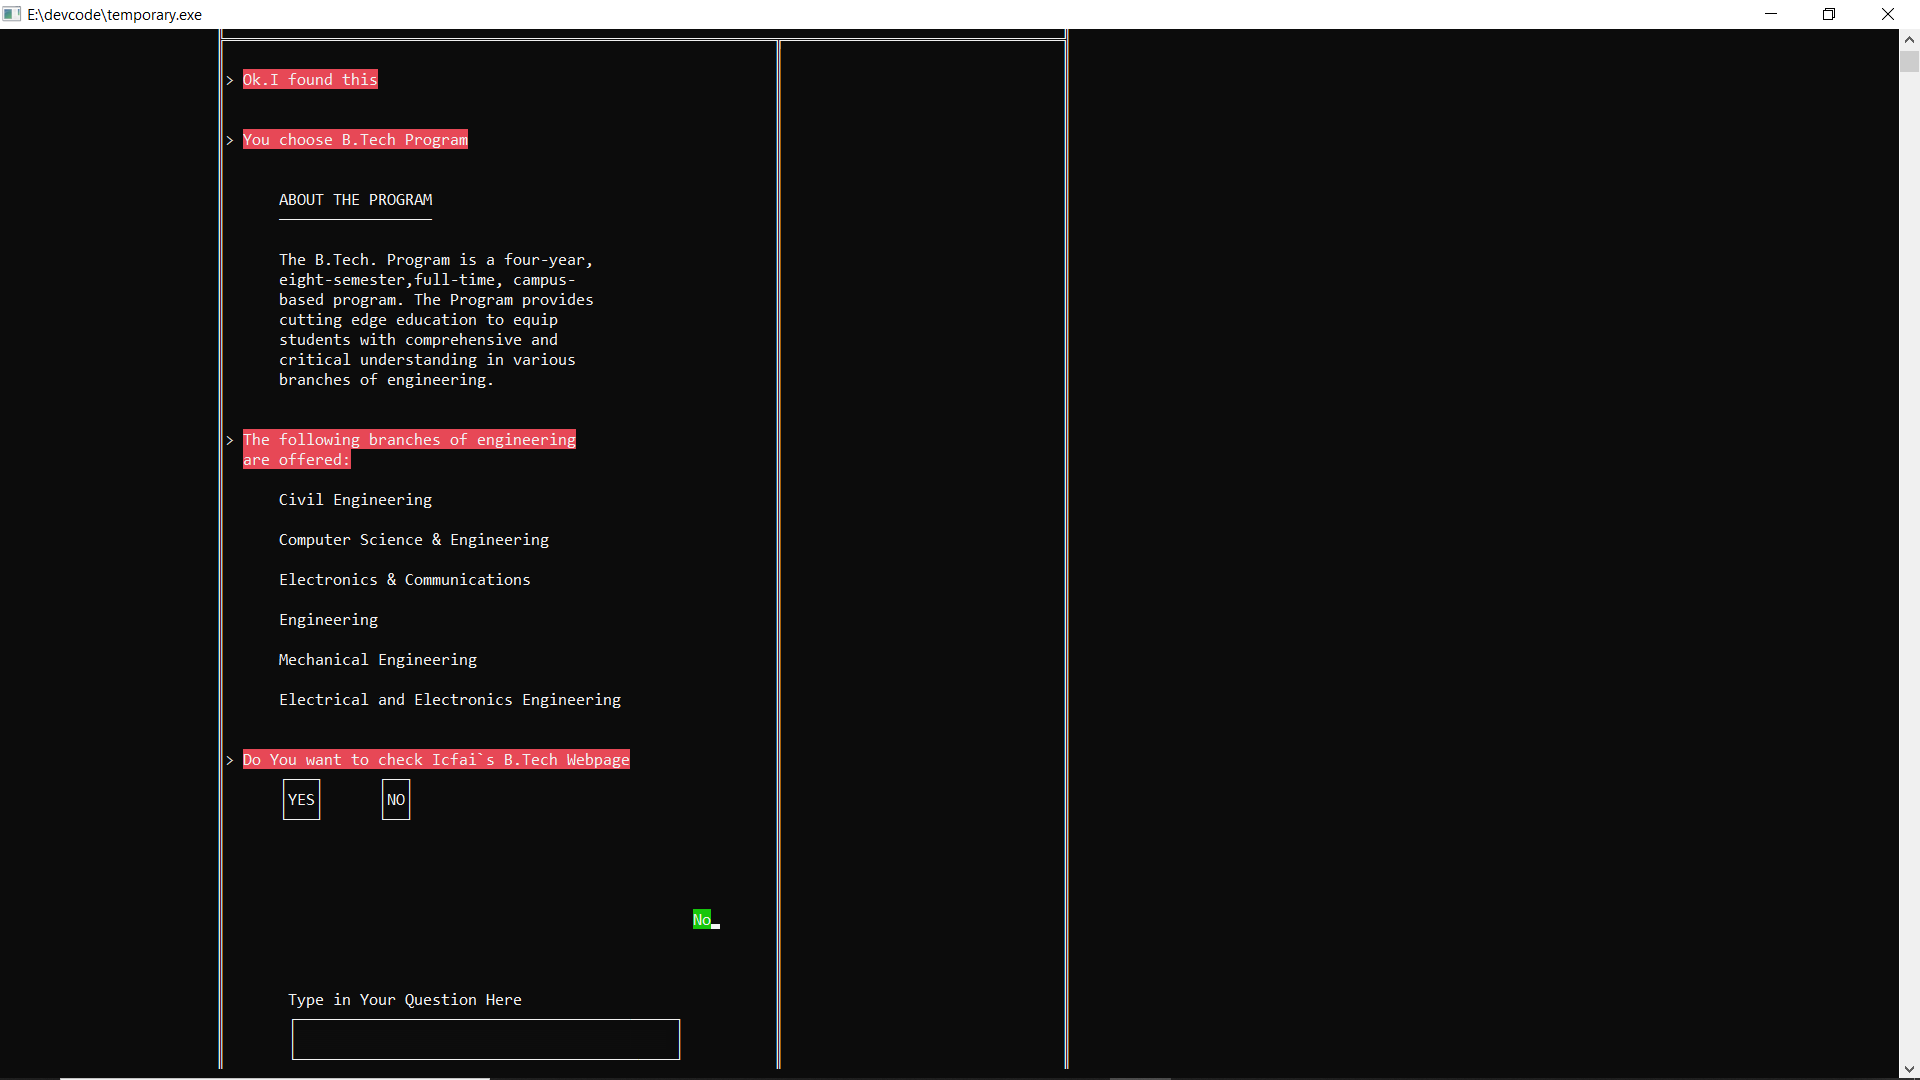 E:\devcode\temporary.exe
> Ok.I found this
> You choose B.Tech Program
ABOUT THE PROGRAM
The B.Tech. Program is a four-year,
eight-semester,full-time, campus-
based program. The Program provides
cutting edge education to equip
students with comprehensive and
critical understanding in various
branches of engineering.
> The following branches of engineering
are offered:
Civil Engineering
Computer Science & Engineering
Electronics & Communications
Engineering
Mechanical Engineering
Electrical and Electronics Engineering
> Do You want to check Icfai`s B.Tech Webpage
YES NO
No
Type in Your Question Here